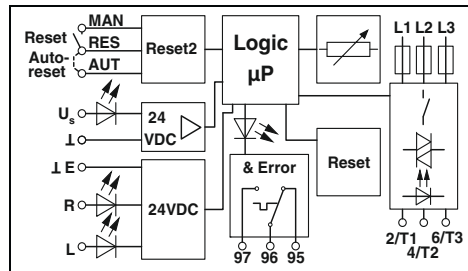 MAN
L1 L2 L3
Reset
RES
Reset2
Logic
µP
Auto-
reset
AUT
Us
24
VDC
⊥
⊥ E
& Error
Reset
R
24VDC
L
97 96 95
2/T1 6/T3
4/T2